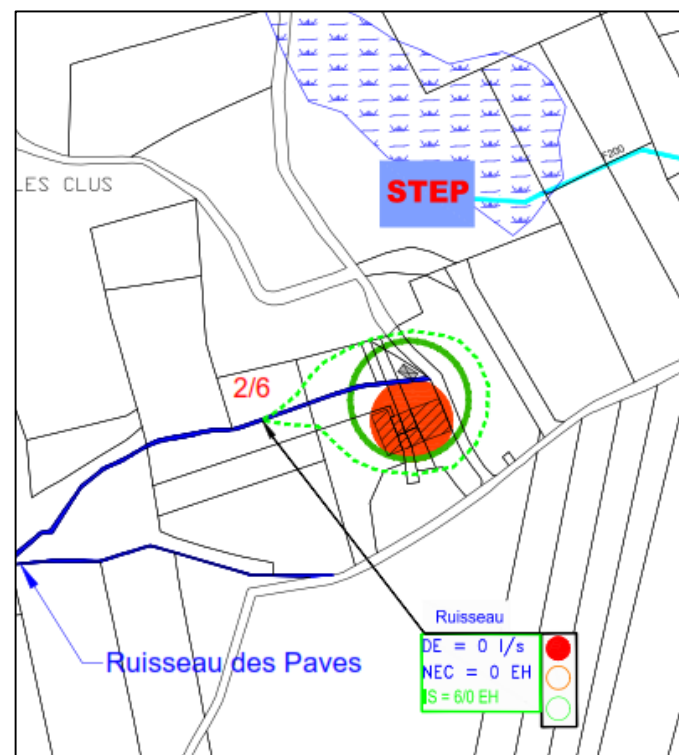 LES CLUS
STEP
F200
2/6
Ruisseau
DE = 0 l/s
NEC = 0 EH
IS = 6/0 EH
Ruisseau des Paves